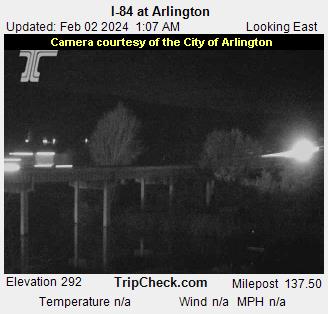 I-84 at Arlington
Updated: Feb 02 2024 1:07 AM Looking East
Camera courtesy of the City of Arlington
Elevation 292 TripCheck.com Milepost 137.50
Temperature n/a Wind n/a MPH n/a